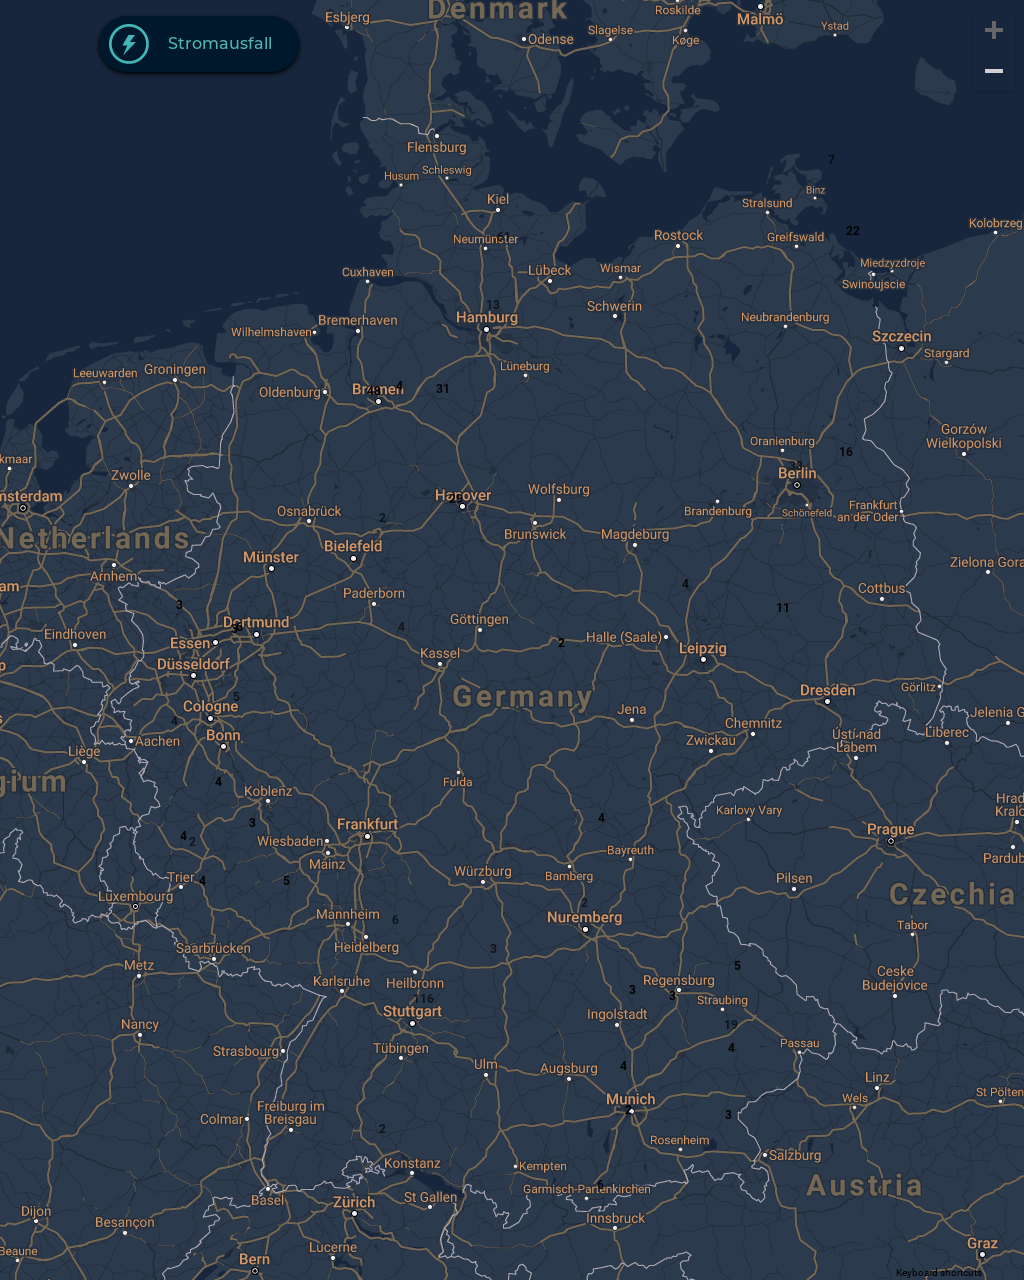 Denmark
Esbjerg
Roskilde
Malmö
Ystad
Odense
Slagelse
Køge
Stromausfall
+
−
Flensburg
Husum
Schleswig
7
Binz
Kiel
Stralsund
Kolobrzeg
22
Neumünster
Rostock
Greifswald
Cuxhaven
Lübeck
Wismar
Miedzyzdroje
Swinoujscie
13
Hamburg
Schwerin
Bremerhaven
Wilhelmshaven
Neubrandenburg
Szczecin
Stargard
Leeuwarden
Groningen
Lüneburg
Oldenburg
Bremen
4
31
Gorzów
Wielkopolski
Oranienburg
16
kmaar
Zwolle
Berlin
msterdam
Hanover
Wolfsburg
Osnabrück
2
Brandenburg
Schönefeld
Frankfurt
an der Oder
Netherlands
Brunswick
Magdeburg
Bielefeld
Münster
Arnhem
Zielona Gora
am
4
Cottbus
Paderborn
3
11
Göttingen
Dortmund
4
Eindhoven
Essen
2
Halle (Saale)
Leipzig
Kassel
Düsseldorf
Germany
Dresden
Görlitz
5
Cologne
Jena
4
Chemnitz
Jelenia G
Bonn
Aachen
Zwickau
Ústí nad
Labem
Liberec
Liège
gium
4
Koblenz
Fulda
Hrad
Kralo
Karlovy Vary
3
Frankfurt
4
Prague
4
2
Wiesbaden
Mainz
Bayreuth
Pardub
Trier
4
5
Würzburg
Bamberg
Pilsen
Czechia
Luxembourg
2
Mannheim
6
Nuremberg
Tabor
Heidelberg
Saarbrücken
3
Metz
5
Ceske
Budejovice
Karlsruhe
Heilbronn
Regensburg
3
3
116
Straubing
Stuttgart
Ingolstadt
19
Nancy
Passau
Strasbourg
Tübingen
4
Ulm
Augsburg
4
Linz
St Pölten
Munich
Wels
Freiburg im
Breisgau
Colmar
3
2
Rosenheim
Salzburg
Konstanz
Kempten
Garmisch-Partenkirchen
Austria
Basel
Zürich
St Gallen
Dijon
Besançon
Innsbruck
Lucerne
Beaune
Bern
Graz
Keyboard shortcuts